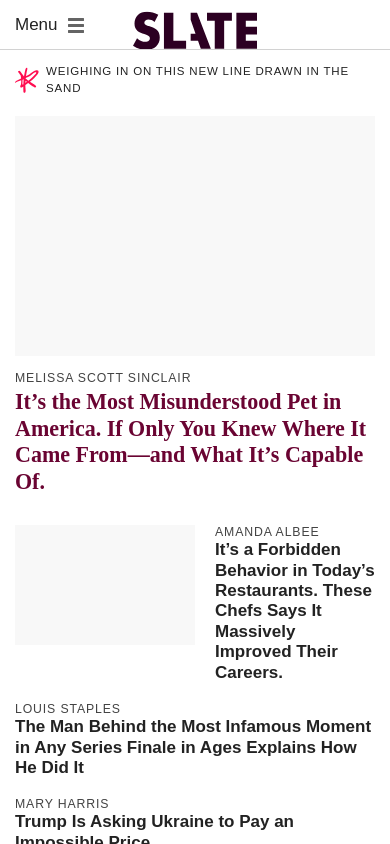 Menu
SLATE
WEIGHING IN ON THIS NEW LINE DRAWN IN THE
SAND
MELISSA SCOTT SINCLAIR
It’s the Most Misunderstood Pet in
America. If Only You Knew Where It
Came From—and What It’s Capable
Of.
AMANDA ALBEE
It’s a Forbidden
Behavior in Today’s
Restaurants. These
Chefs Says It
Massively
Improved Their
Careers.
LOUIS STAPLES
The Man Behind the Most Infamous Moment
in Any Series Finale in Ages Explains How
He Did It
MARY HARRIS
Trump Is Asking Ukraine to Pay an
Impossible Price